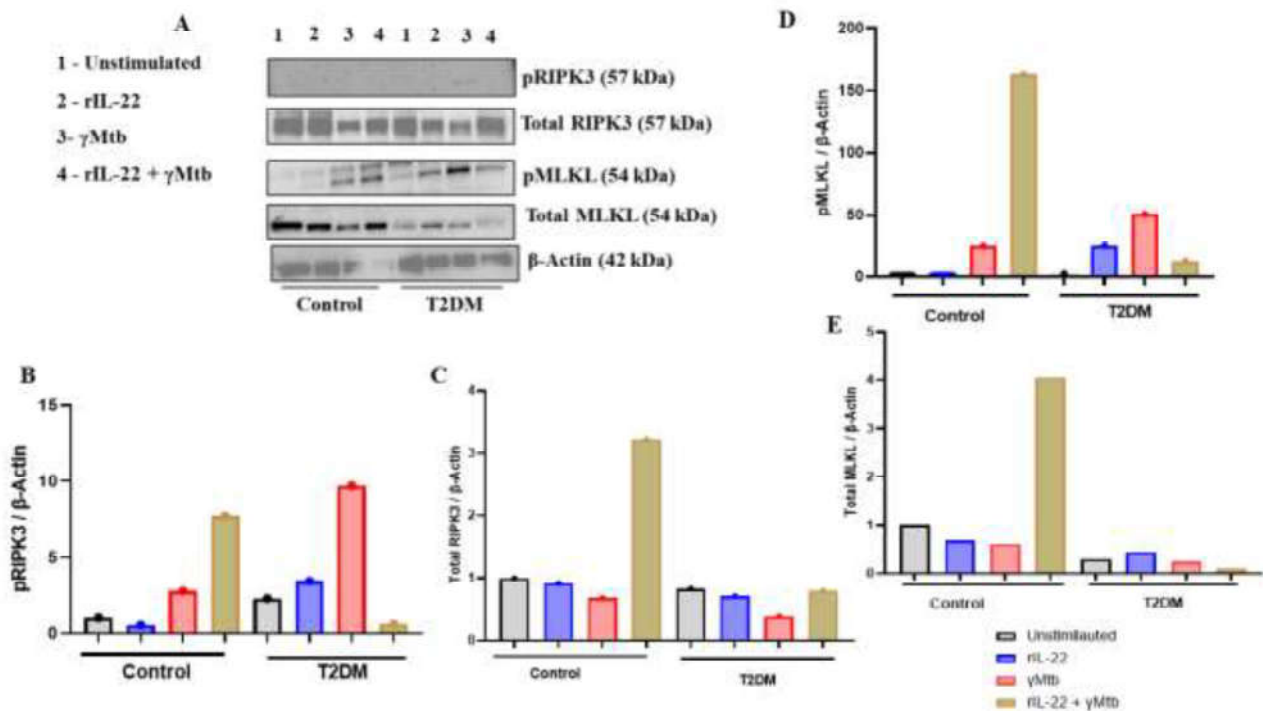 A
1 2 3 4 1 2 3 4
1 - Unstimulated
2 - rIL-22
3- γMtb
4 - rIL-22 + γMtb
pRIPK3 (57 kDa)
Total RIPK3 (57 kDa)
pMLKL (54 kDa)
Total MLKL (54 kDa)
β-Actin (42 kDa)
Control T2DM
D
pMLKL / β-Actin
200
150
100
50
0
Control T2DM
B
pRIPK3 / β-Actin
15
10
5
0
Control T2DM
C
Total RIPK3 / β-Actin
4
3
2
1
0
Control T2DM
E
Total MLKL / β-Actin
5
4
3
2
1
0
Control T2DM
Unstimilauted
rIL-22
γMtb
rIL-22 + γMtb